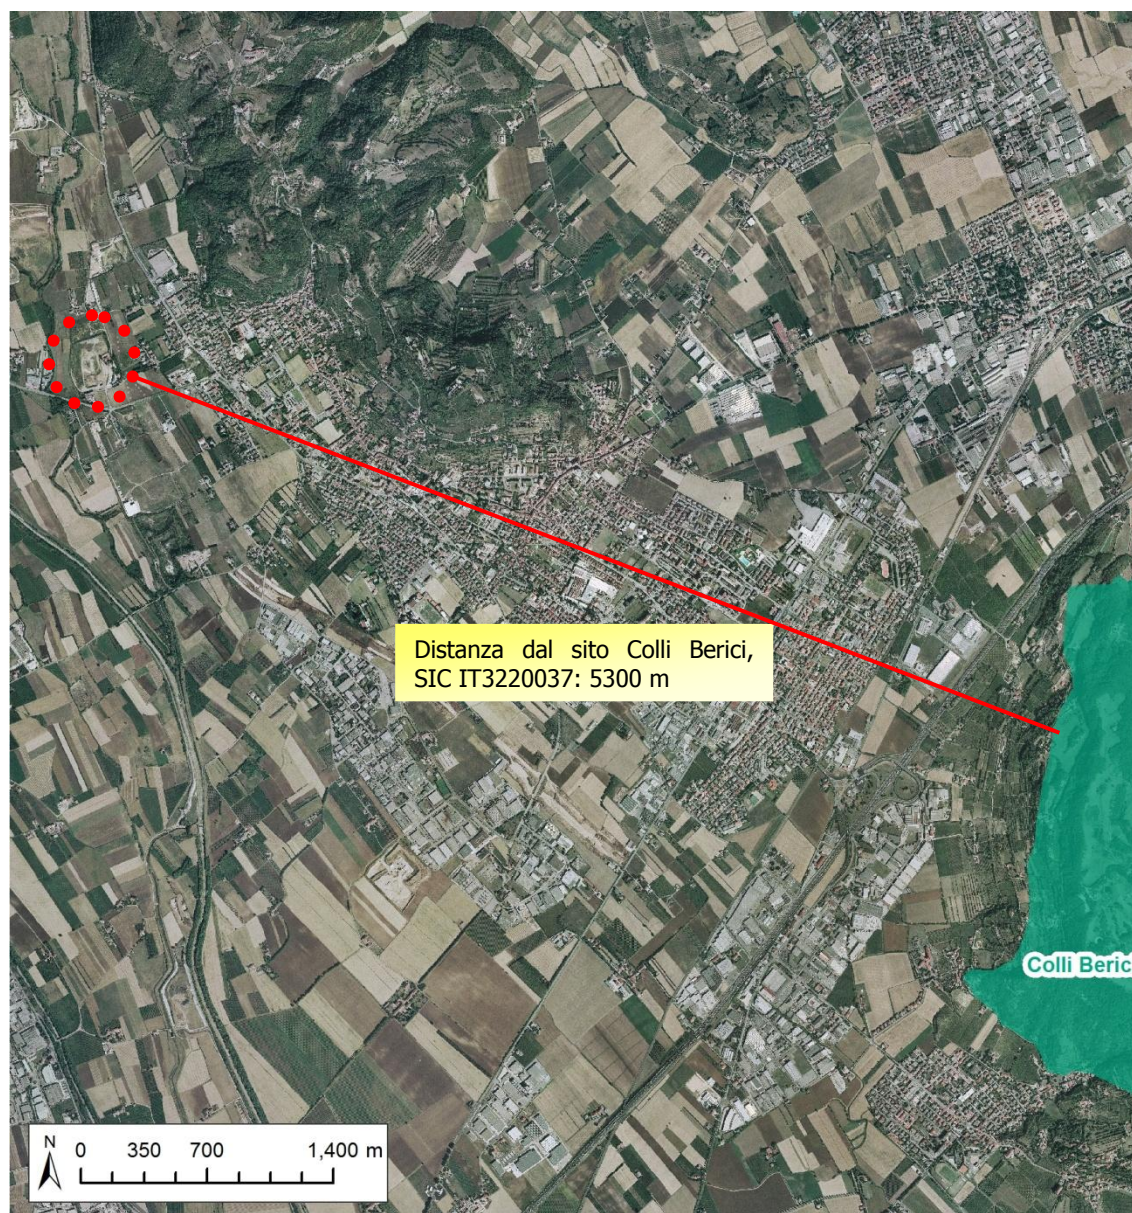 Distanza dal sito Colli Berici,
SIC IT3220037: 5300 m
Colli Beric
N
0 350 700 1,400 m